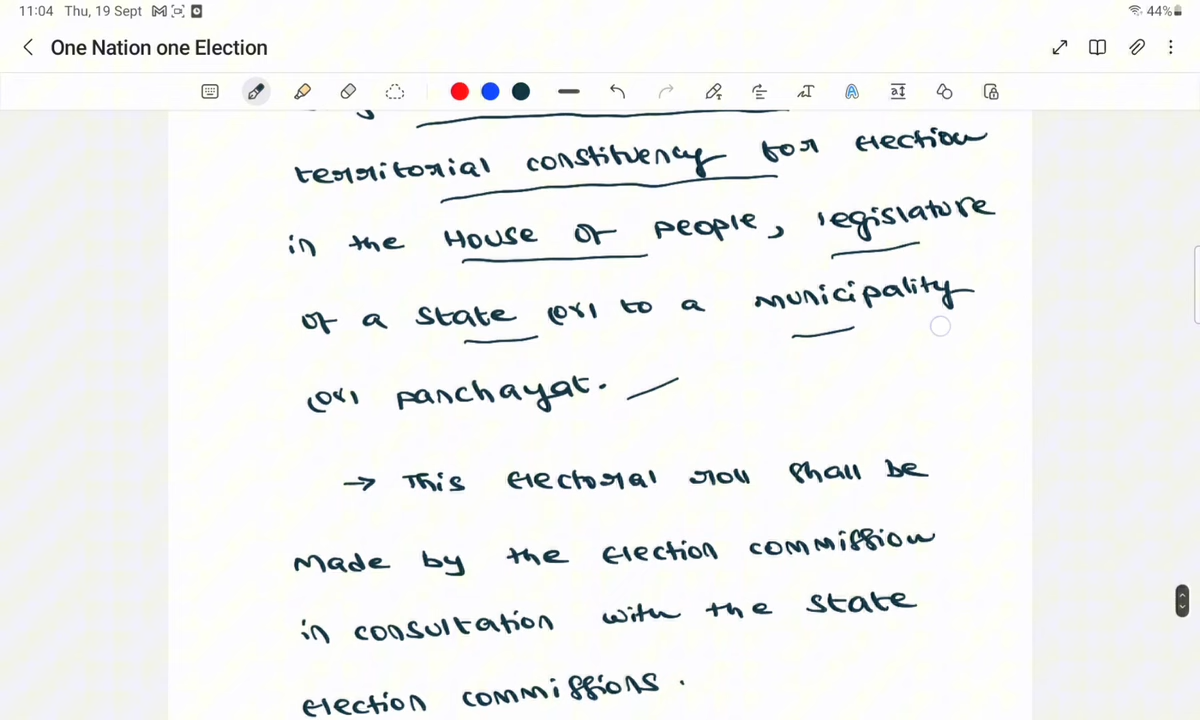 11:04 Thu, 19 Sept
44%
One Nation one Election
territorial constituency for election
in the House of people, legislature
of a State (or) to a municipality
(or) panchayat.
→ This electoral roll shall be
made by the Election commission
in consultation with the state
election commissions.